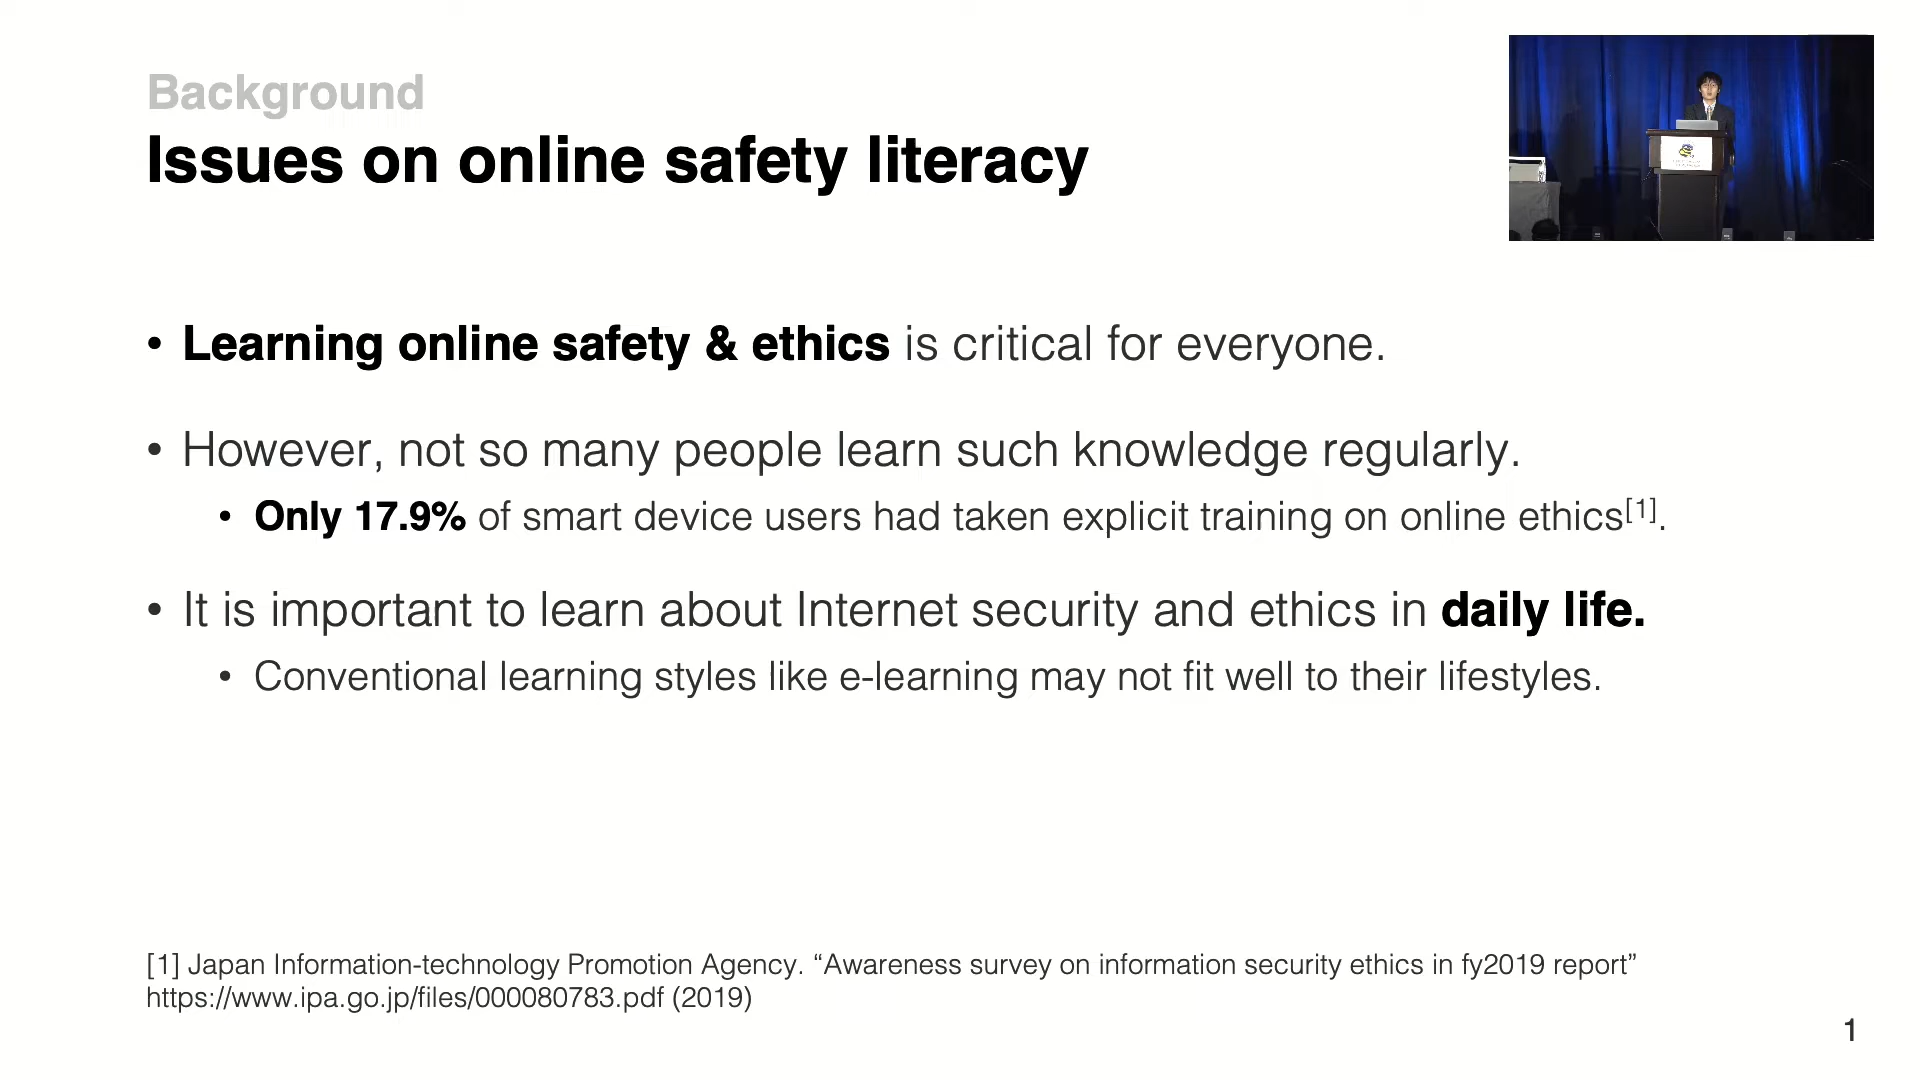 Background
Issues on online safety literacy
• Learning online safety & ethics is critical for everyone.
• However, not so many people learn such knowledge regularly.
• Only 17.9% of smart device users had taken explicit training on online ethics[1].
• It is important to learn about Internet security and ethics in daily life.
• Conventional learning styles like e-learning may not fit well to their lifestyles.
[1] Japan Information-technology Promotion Agency. “Awareness survey on information security ethics in fy2019 report”
https://www.ipa.go.jp/files/000080783.pdf (2019)
1